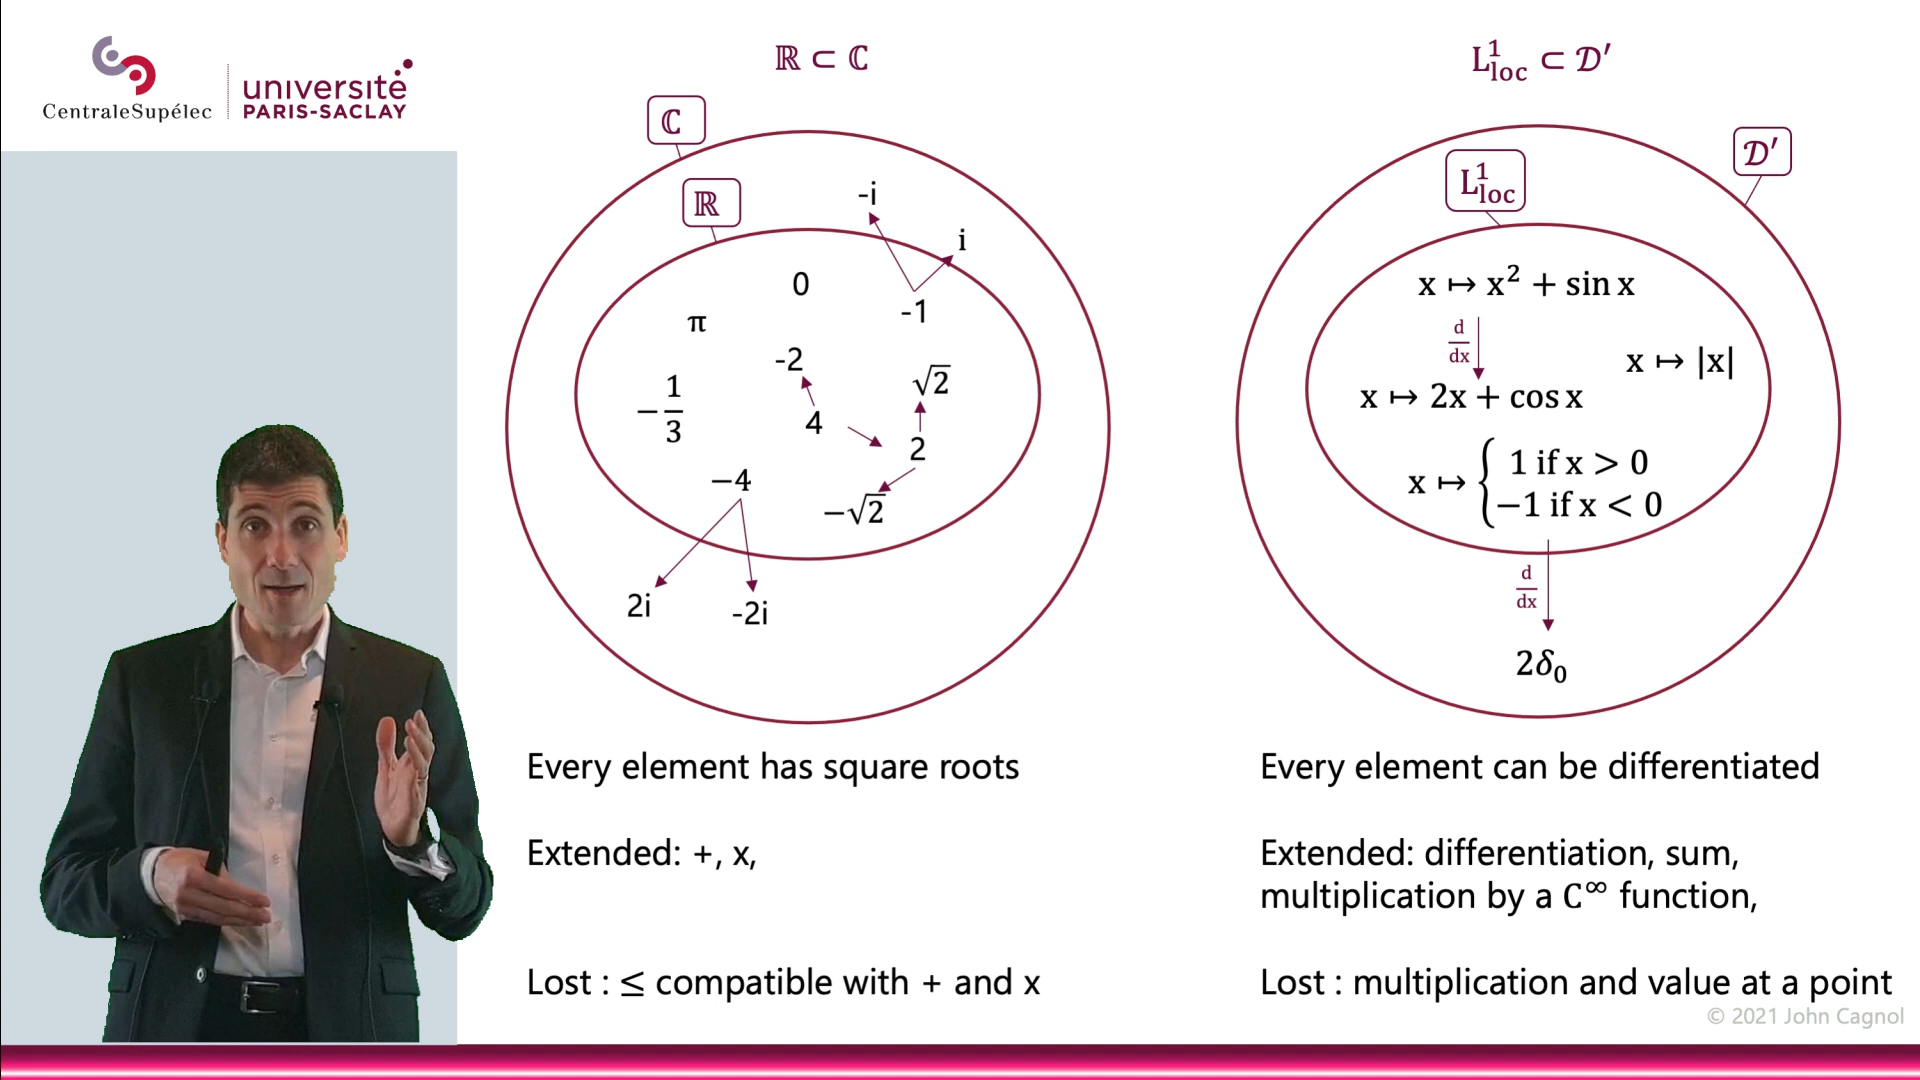 CentraleSupélec
université
PARIS-SACLAY
ℝ ⊂ ℂ
ℂ
ℝ
-i
i
0
-1
π
-2
√2
-1/3
4
2
−4
−√2
2i
-2i
Every element has square roots
Extended: +, x,
Lost : ≤ compatible with + and x
L¹loc ⊂ 𝒟′
𝒟′
L¹loc
x ↦ x² + sin x
d/dx
x ↦ |x|
x ↦ 2x + cos x
x ↦ { 1 if x > 0
−1 if x < 0
d/dx
2δ₀
Every element can be differentiated
Extended: differentiation, sum,
multiplication by a C∞ function,
Lost : multiplication and value at a point
© 2021 John Cagnol